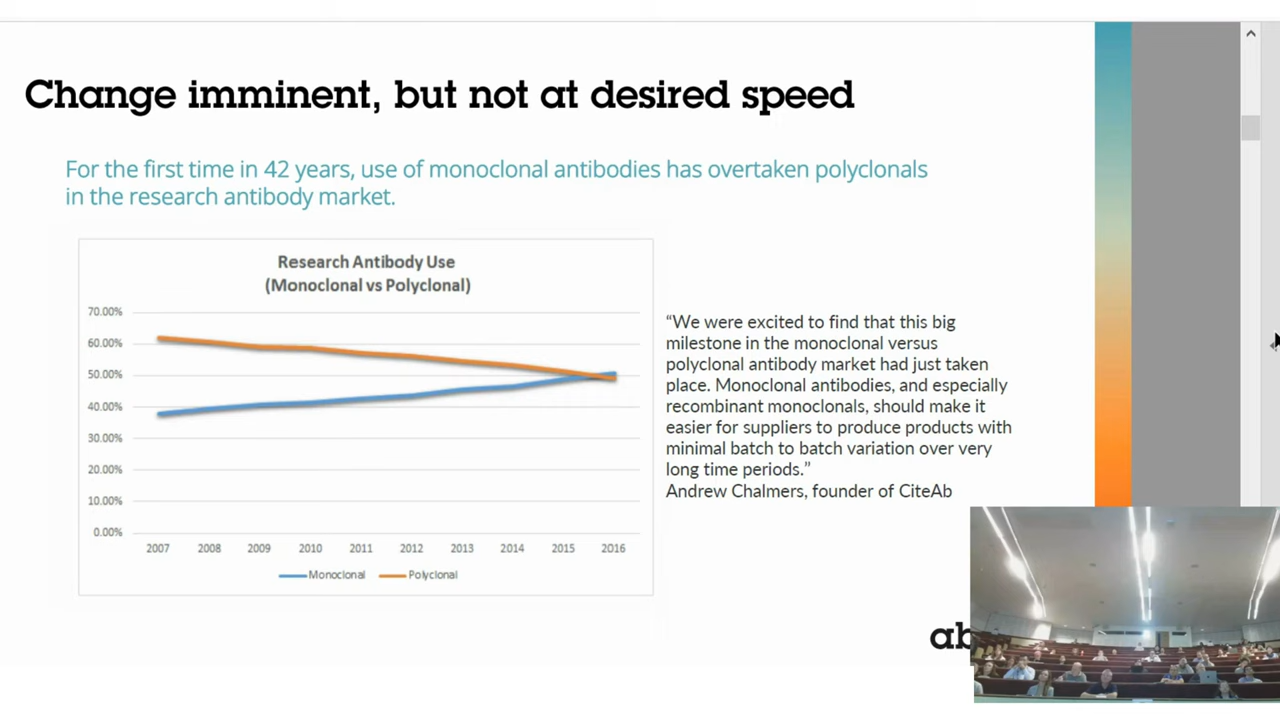 Change imminent, but not at desired speed
For the first time in 42 years, use of monoclonal antibodies has overtaken polyclonals
in the research antibody market.
Research Antibody Use
(Monoclonal vs Polyclonal)
70.00%
60.00%
50.00%
40.00%
30.00%
20.00%
10.00%
0.00%
2007 2008 2009 2010 2011 2012 2013 2014 2015 2016
Monoclonal Polyclonal
“We were excited to find that this big
milestone in the monoclonal versus
polyclonal antibody market had just taken
place. Monoclonal antibodies, and especially
recombinant monoclonals, should make it
easier for suppliers to produce products with
minimal batch to batch variation over very
long time periods.”
Andrew Chalmers, founder of CiteAb